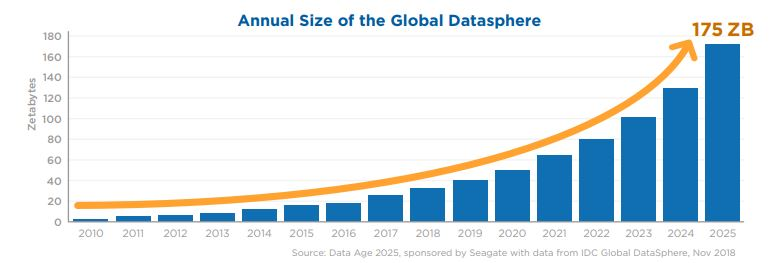 Annual Size of the Global Datasphere
175 ZB
Zetabytes
180
160
140
120
100
80
60
40
20
0
2010 2011 2012 2013 2014 2015 2016 2017 2018 2019 2020 2021 2022 2023 2024 2025
Source: Data Age 2025, sponsored by Seagate with data from IDC Global DataSphere, Nov 2018